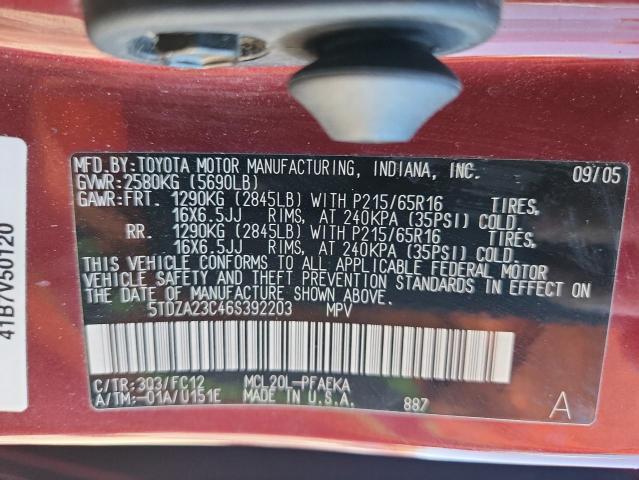 MFD.BY:TOYOTA MOTOR MANUFACTURING, INDIANA, INC. 09/05
GVWR:2580KG (5690LB)
GAWR:FRT. 1290KG (2845LB) WITH P215/65R16 TIRES,
16X6.5JJ RIMS, AT 240KPA (35PSI) COLD.
RR. 1290KG (2845LB) WITH P215/65R16 TIRES,
16X6.5JJ RIMS, AT 240KPA (35PSI) COLD.
THIS VEHICLE CONFORMS TO ALL APPLICABLE FEDERAL MOTOR
VEHICLE SAFETY AND THEFT PREVENTION STANDARDS IN EFFECT ON
THE DATE OF MANUFACTURE SHOWN ABOVE.
5TDZA23C46S392203 MPV
C/TR:3Q3/FC12 MCL20L-PFAEKA
A/TM:-01A/U151E MADE IN U.S.A. 887 A
41B7V50120